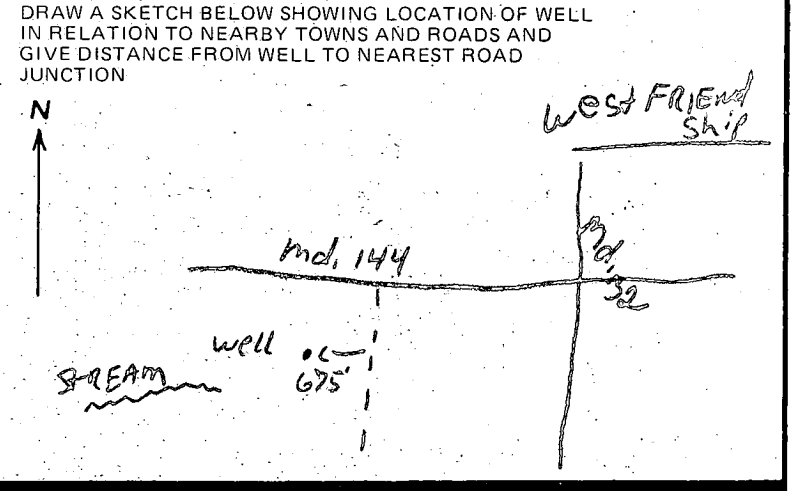 DRAW A SKETCH BELOW SHOWING LOCATION OF WELL
IN RELATION TO NEARBY TOWNS AND ROADS AND
GIVE DISTANCE FROM WELL TO NEAREST ROAD
JUNCTION
N
West FRIEnd
Ship
Md. 144
Md. 32
well
675'
StREAM